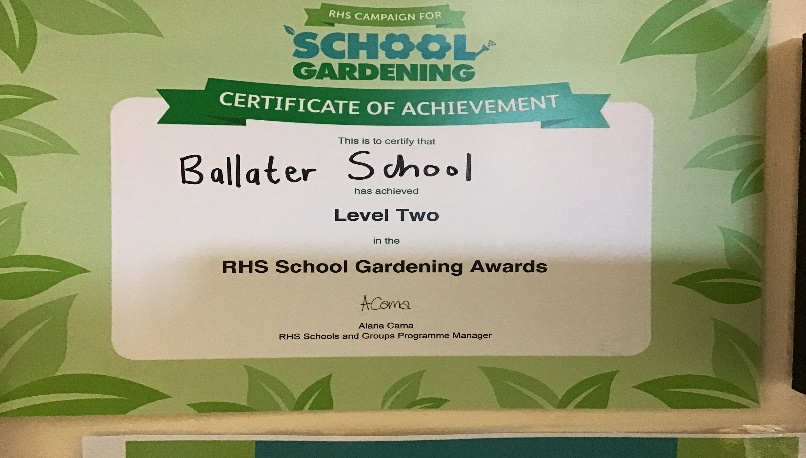 RHS CAMPAIGN FOR
SCHOOL
GARDENING
CERTIFICATE OF ACHIEVEMENT
This is to certify that
Ballater School
has achieved
Level Two
in the
RHS School Gardening Awards
ACama
Alana Cama
RHS Schools and Groups Programme Manager